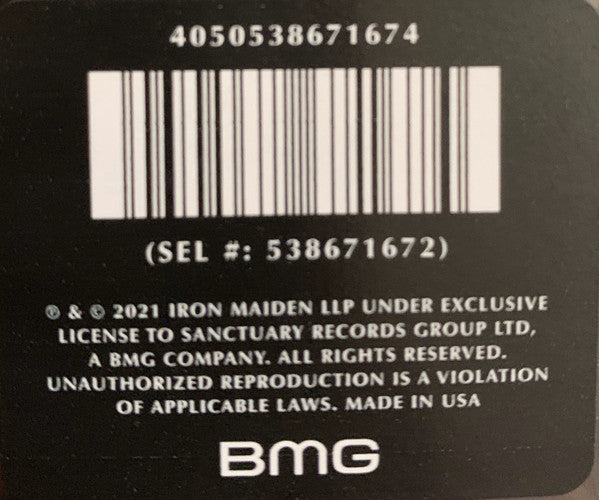 4050538671674
(SEL #: 538671672)
℗ & © 2021 IRON MAIDEN LLP UNDER EXCLUSIVE
LICENSE TO SANCTUARY RECORDS GROUP LTD,
A BMG COMPANY. ALL RIGHTS RESERVED.
UNAUTHORIZED REPRODUCTION IS A VIOLATION
OF APPLICABLE LAWS. MADE IN USA
BMG